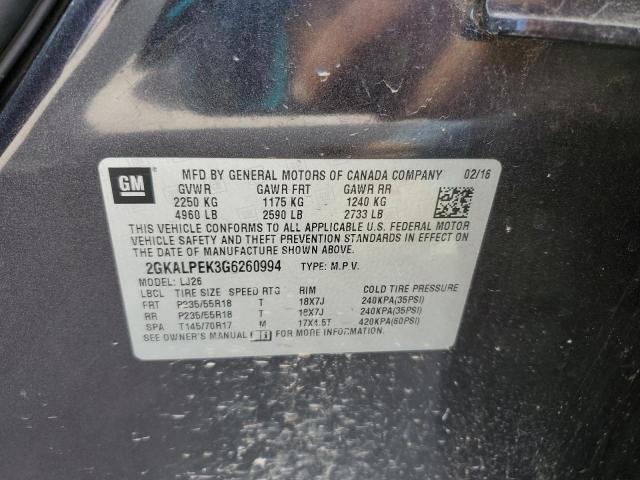 GM
MFD BY GENERAL MOTORS OF CANADA COMPANY 02/16
GVWR GAWR FRT GAWR RR
2250 KG 1175 KG 1240 KG
4960 LB 2590 LB 2733 LB
THIS VEHICLE CONFORMS TO ALL APPLICABLE U.S. FEDERAL MOTOR
VEHICLE SAFETY AND THEFT PREVENTION STANDARDS IN EFFECT ON
THE DATE OF MANUFACTURE SHOWN ABOVE.
2GKALPEK3G6260994 TYPE: M.P.V.
MODEL: LJ26
LBCL TIRE SIZE SPEED RTG RIM COLD TIRE PRESSURE
FRT P235/55R18 T 18X7J 240KPA(35PSI)
RR P235/55R18 T 18X7J 240KPA(35PSI)
SPA T145/70R17 M 17X4.5T 420KPA(60PSI)
SEE OWNER'S MANUAL FOR MORE INFORMATION.